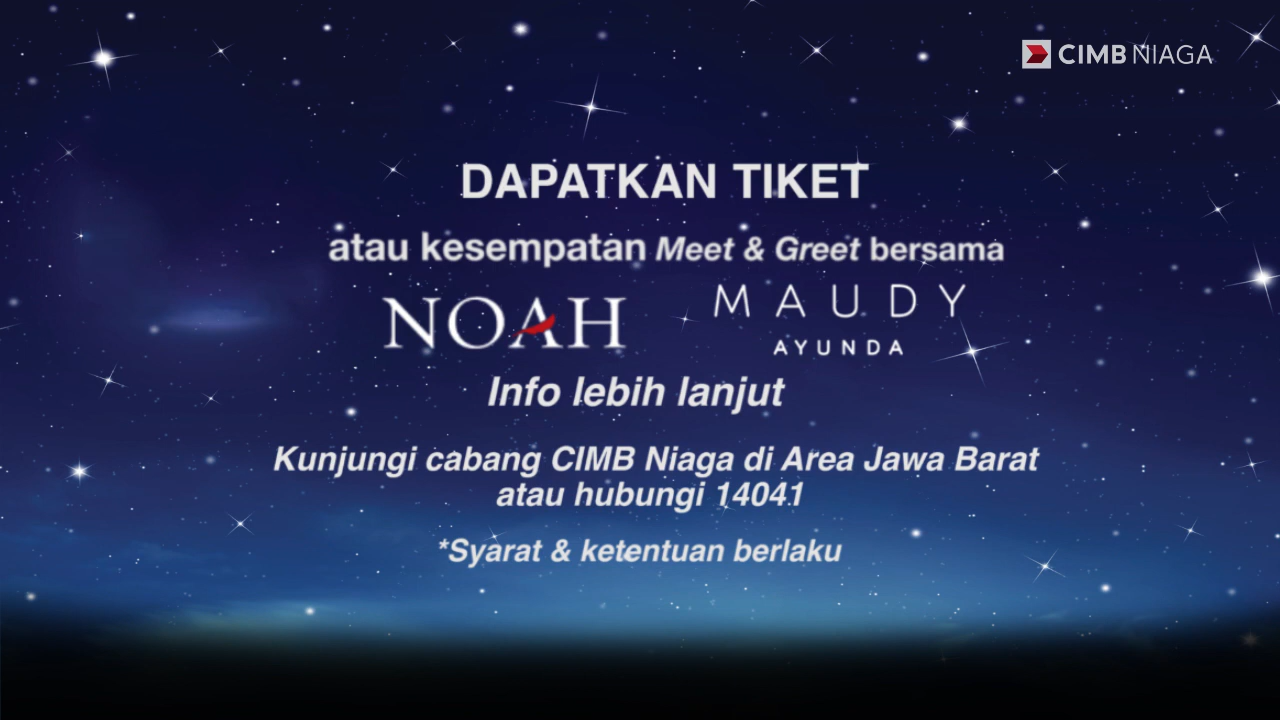 CIMB NIAGA
DAPATKAN TIKET
atau kesempatan Meet & Greet bersama
NOAH MAUDY
AYUNDA
Info lebih lanjut
Kunjungi cabang CIMB Niaga di Area Jawa Barat
atau hubungi 14041
*Syarat & ketentuan berlaku